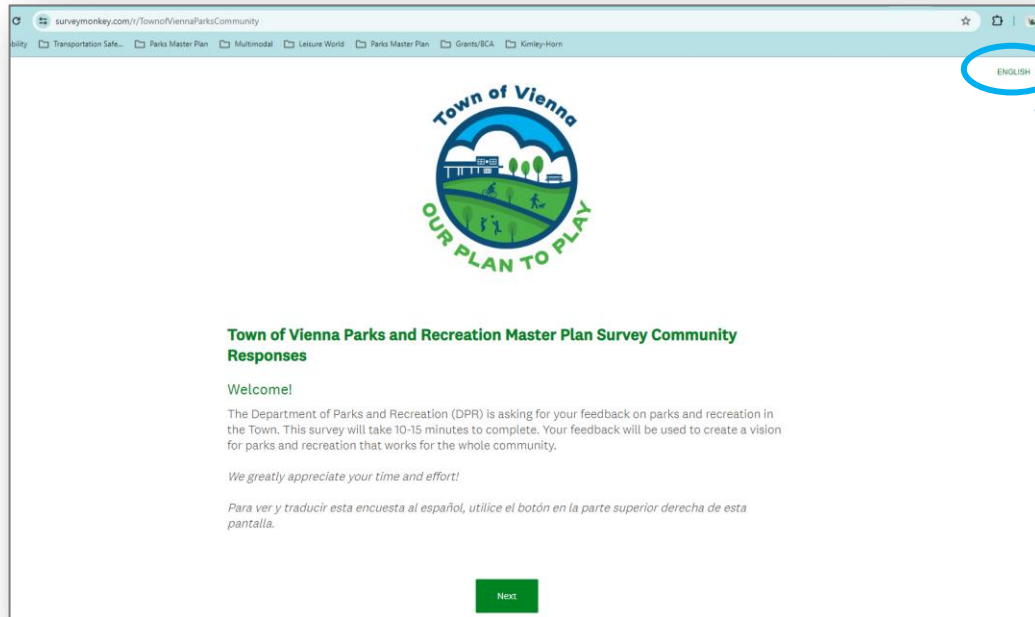 surveymonkey.com/r/TownofViennaParksCommunity
Transportation Safe...
Parks Master Plan
Multimodal
Leisure World
Parks Master Plan
Grants/BCA
Kimley-Horn
ENGLISH
Town of Vienna
OUR PLAN TO PLAY
Town of Vienna Parks and Recreation Master Plan Survey Community
Responses
Welcome!
The Department of Parks and Recreation (DPR) is asking for your feedback on parks and recreation in
the Town. This survey will take 10-15 minutes to complete. Your feedback will be used to create a vision
for parks and recreation that works for the whole community.
We greatly appreciate your time and effort!
Para ver y traducir esta encuesta al español, utilice el botón en la parte superior derecha de esta
pantalla.
Next